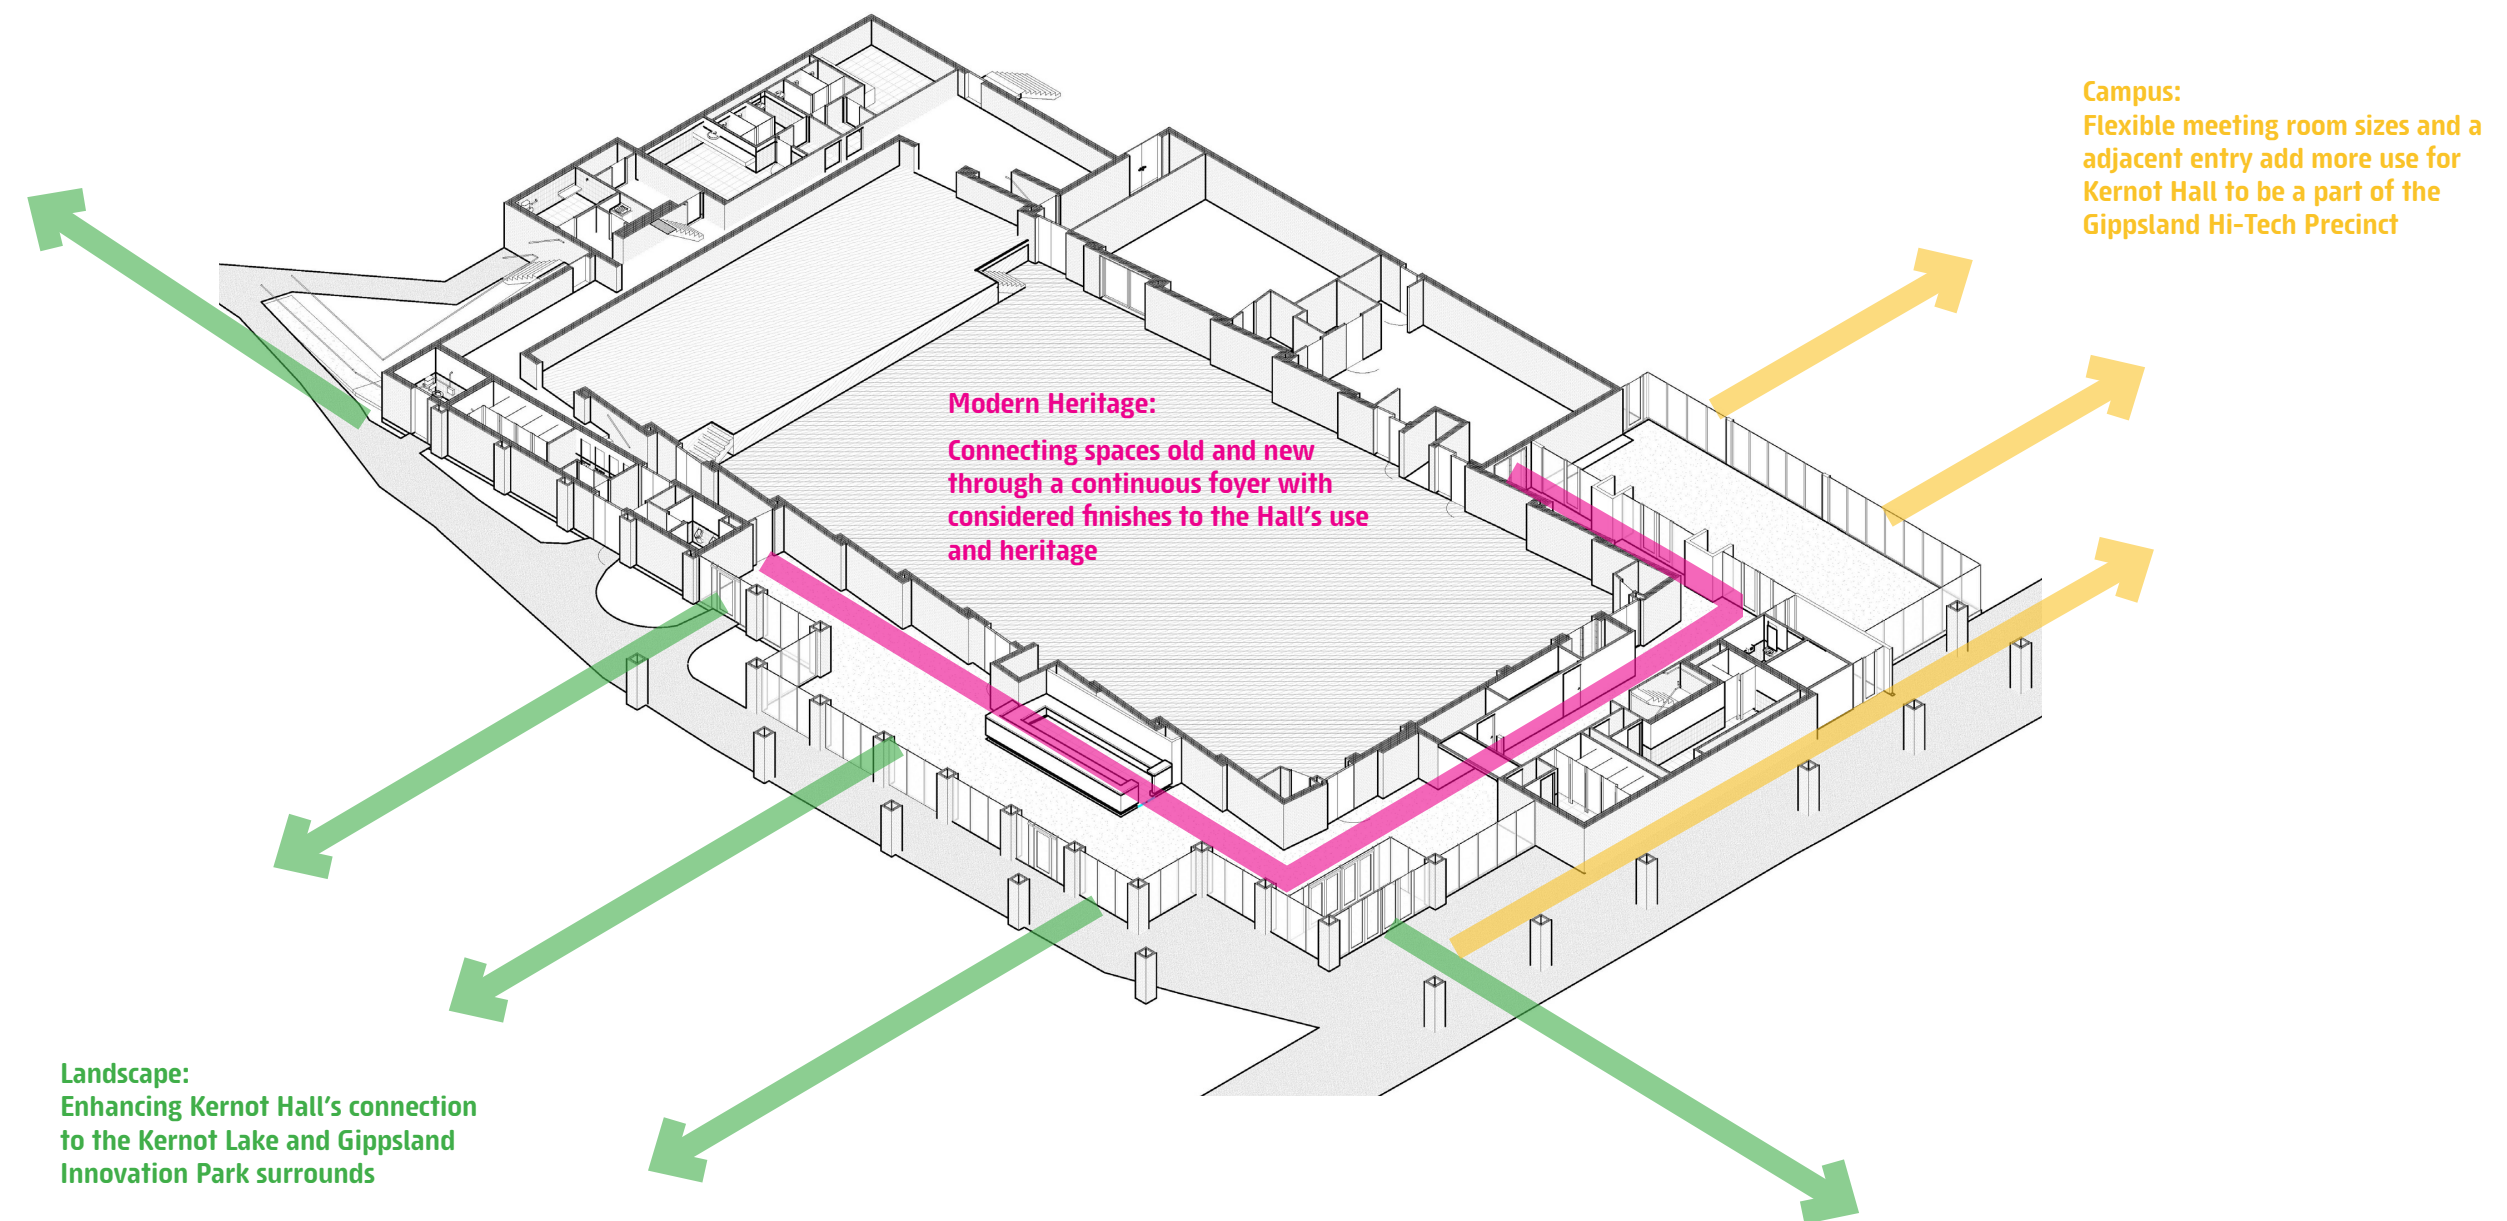 Campus:
Flexible meeting room sizes and a
adjacent entry add more use for
Kernot Hall to be a part of the
Gippsland Hi-Tech Precinct
Modern Heritage:
Connecting spaces old and new
through a continuous foyer with
considered finishes to the Hall's use
and heritage
Landscape:
Enhancing Kernot Hall's connection
to the Kernot Lake and Gippsland
Innovation Park surrounds